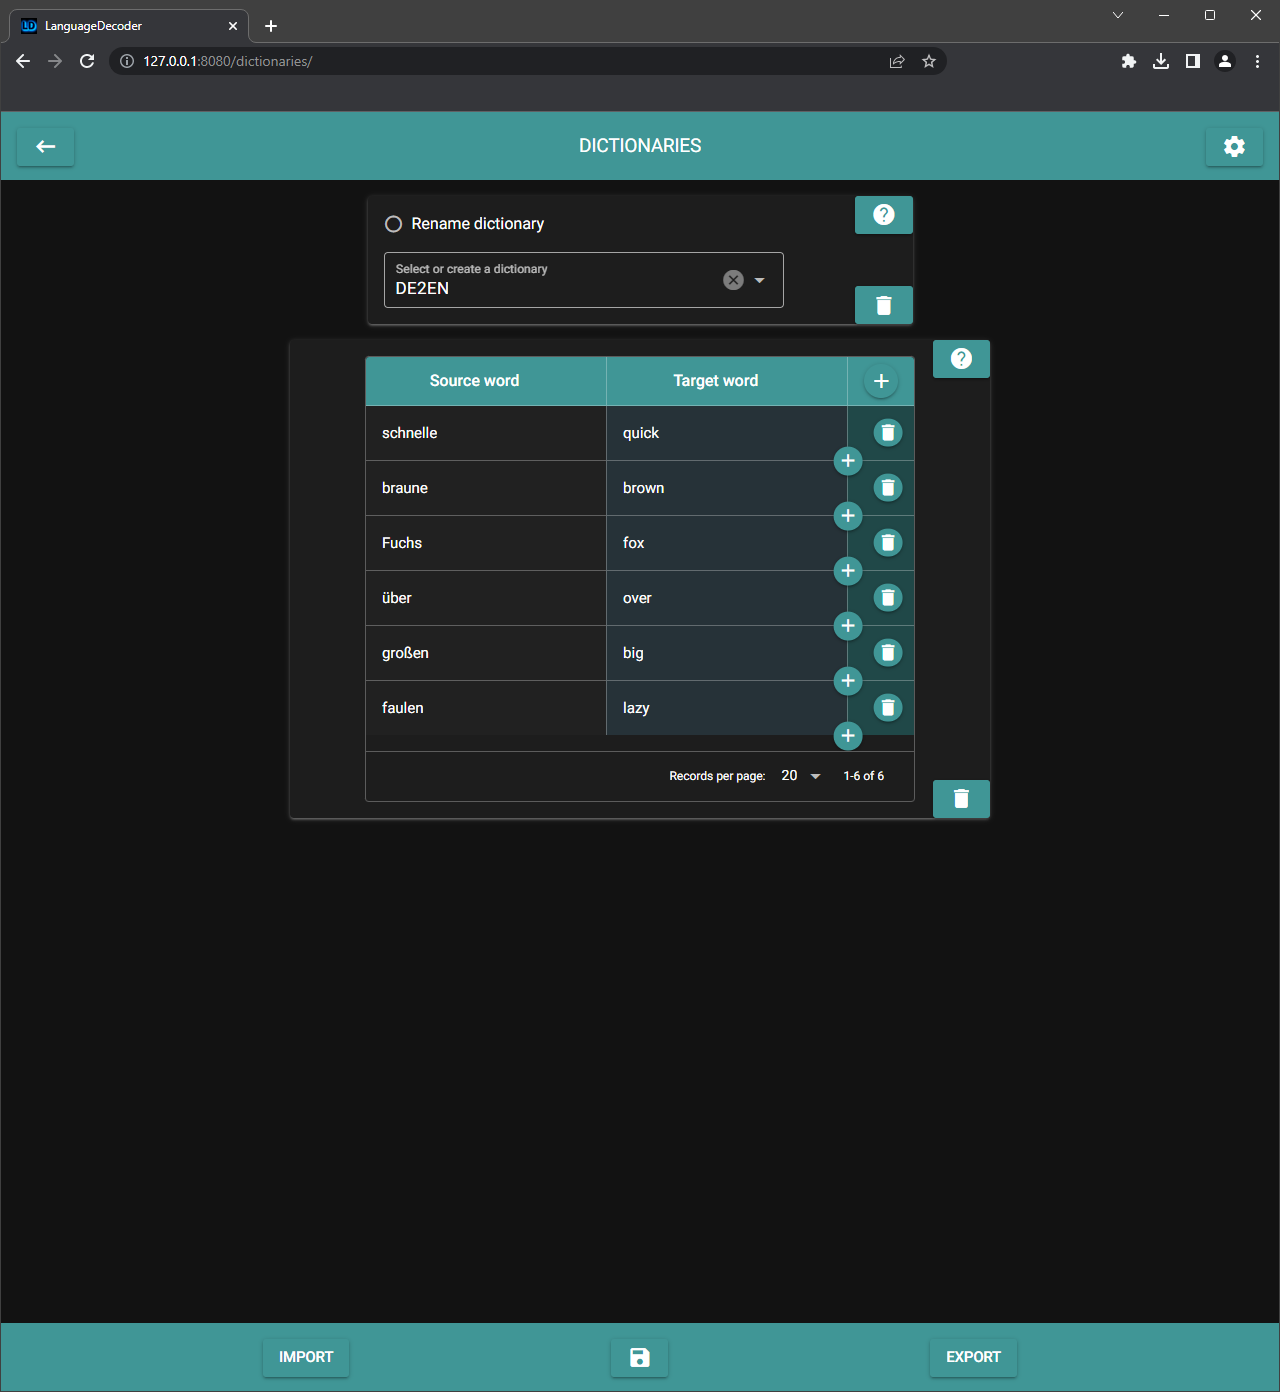 LD LanguageDecoder
127.0.0.1:8080/dictionaries/
DICTIONARIES
Rename dictionary
Select or create a dictionary
DE2EN
Source word Target word
schnelle quick
braune brown
Fuchs fox
über over
großen big
faulen lazy
Records per page: 20 1-6 of 6
IMPORT EXPORT